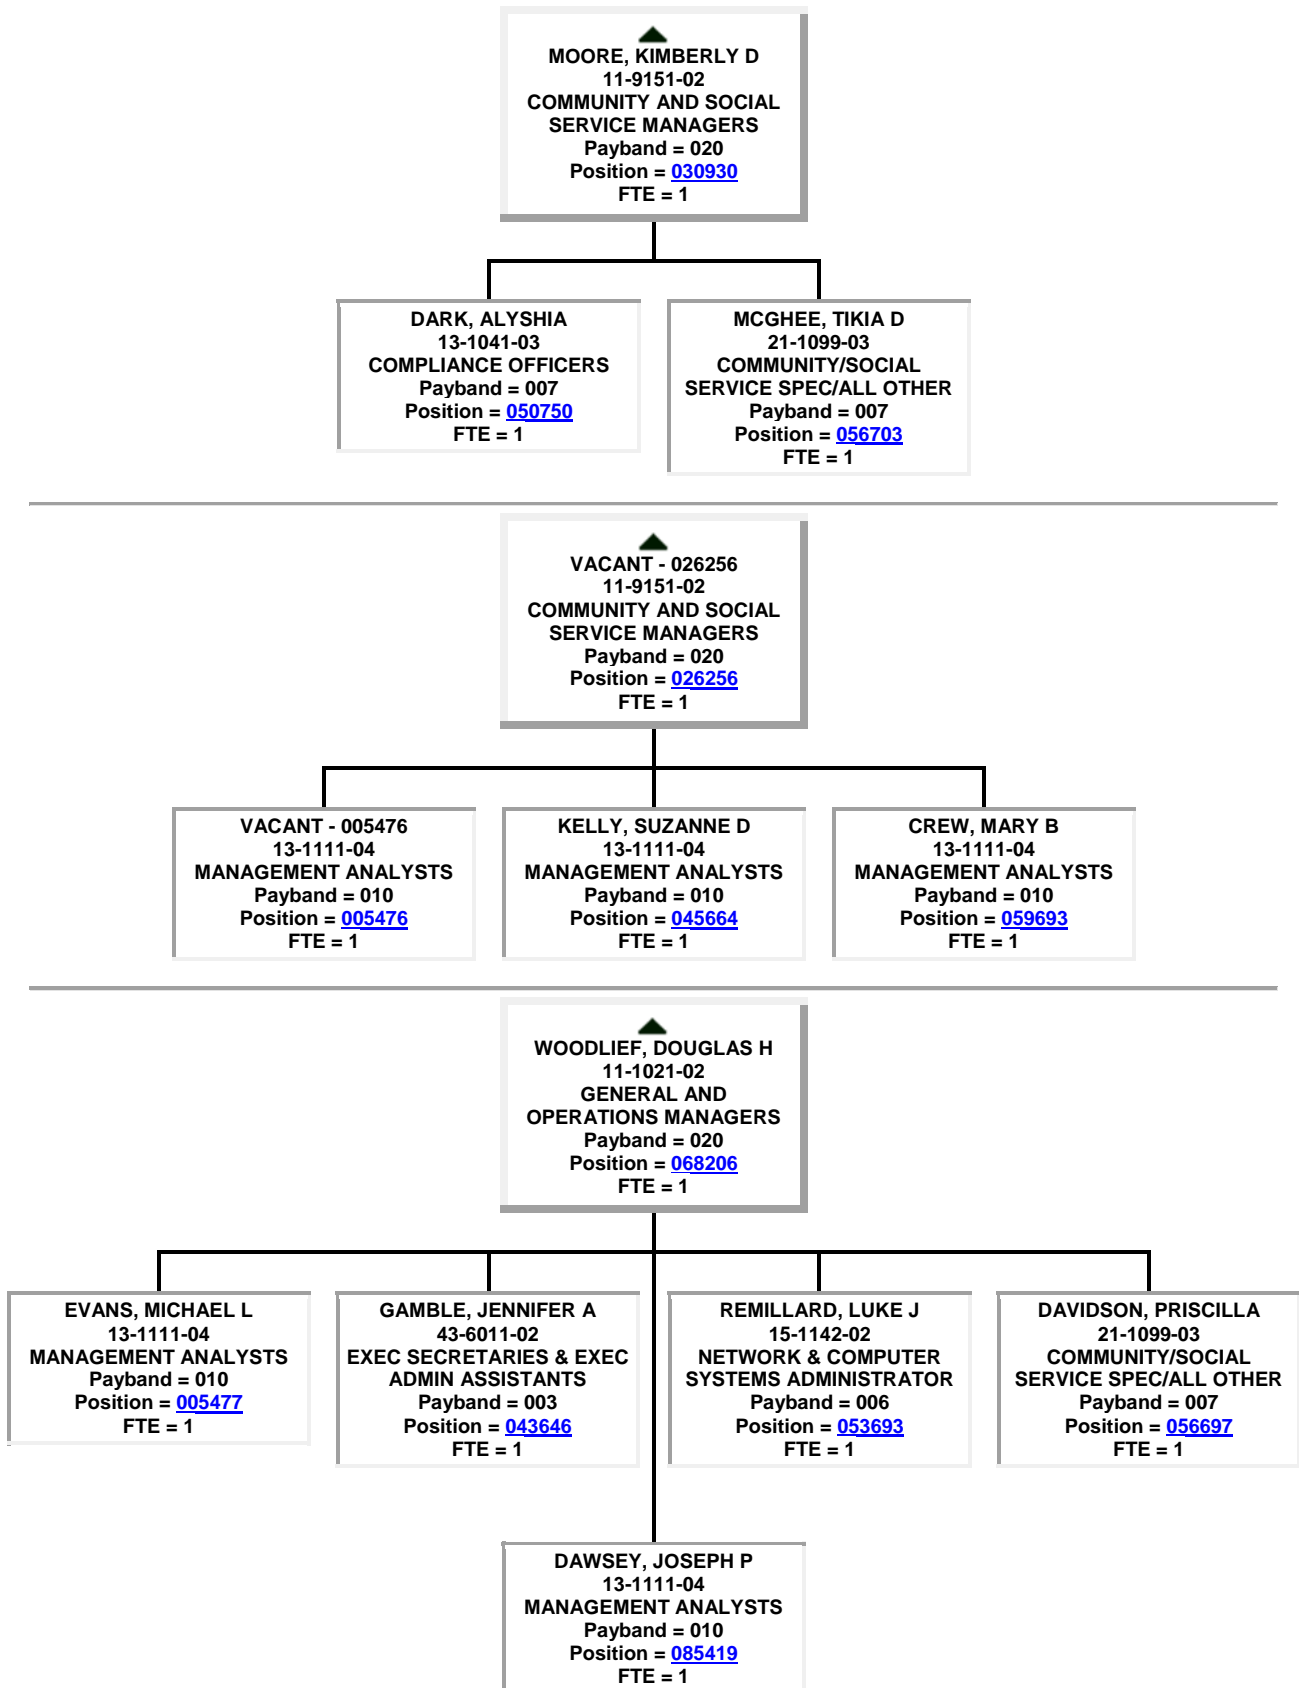 MOORE, KIMBERLY D
11-9151-02
COMMUNITY AND SOCIAL
SERVICE MANAGERS
Payband = 020
Position = 030930
FTE = 1
DARK, ALYSHIA
13-1041-03
COMPLIANCE OFFICERS
Payband = 007
Position = 050750
FTE = 1
MCGHEE, TIKIA D
21-1099-03
COMMUNITY/SOCIAL
SERVICE SPEC/ALL OTHER
Payband = 007
Position = 056703
FTE = 1
VACANT - 026256
11-9151-02
COMMUNITY AND SOCIAL
SERVICE MANAGERS
Payband = 020
Position = 026256
FTE = 1
VACANT - 005476
13-1111-04
MANAGEMENT ANALYSTS
Payband = 010
Position = 005476
FTE = 1
KELLY, SUZANNE D
13-1111-04
MANAGEMENT ANALYSTS
Payband = 010
Position = 045664
FTE = 1
CREW, MARY B
13-1111-04
MANAGEMENT ANALYSTS
Payband = 010
Position = 059693
FTE = 1
WOODLIEF, DOUGLAS H
11-1021-02
GENERAL AND
OPERATIONS MANAGERS
Payband = 020
Position = 068206
FTE = 1
EVANS, MICHAEL L
13-1111-04
MANAGEMENT ANALYSTS
Payband = 010
Position = 005477
FTE = 1
GAMBLE, JENNIFER A
43-6011-02
EXEC SECRETARIES & EXEC
ADMIN ASSISTANTS
Payband = 003
Position = 043646
FTE = 1
REMILLARD, LUKE J
15-1142-02
NETWORK & COMPUTER
SYSTEMS ADMINISTRATOR
Payband = 006
Position = 053693
FTE = 1
DAVIDSON, PRISCILLA
21-1099-03
COMMUNITY/SOCIAL
SERVICE SPEC/ALL OTHER
Payband = 007
Position = 056697
FTE = 1
DAWSEY, JOSEPH P
13-1111-04
MANAGEMENT ANALYSTS
Payband = 010
Position = 085419
FTE = 1